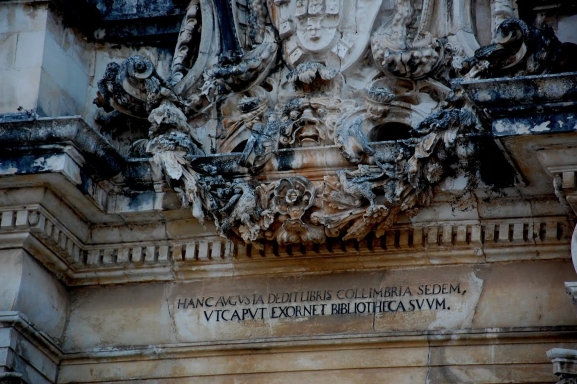 HANC AVGVSTA DEDIT LIBRIS COLLIMBRIA SEDEM,
VT CAPVT EXORNET BIBLIOTHECA SVVM.